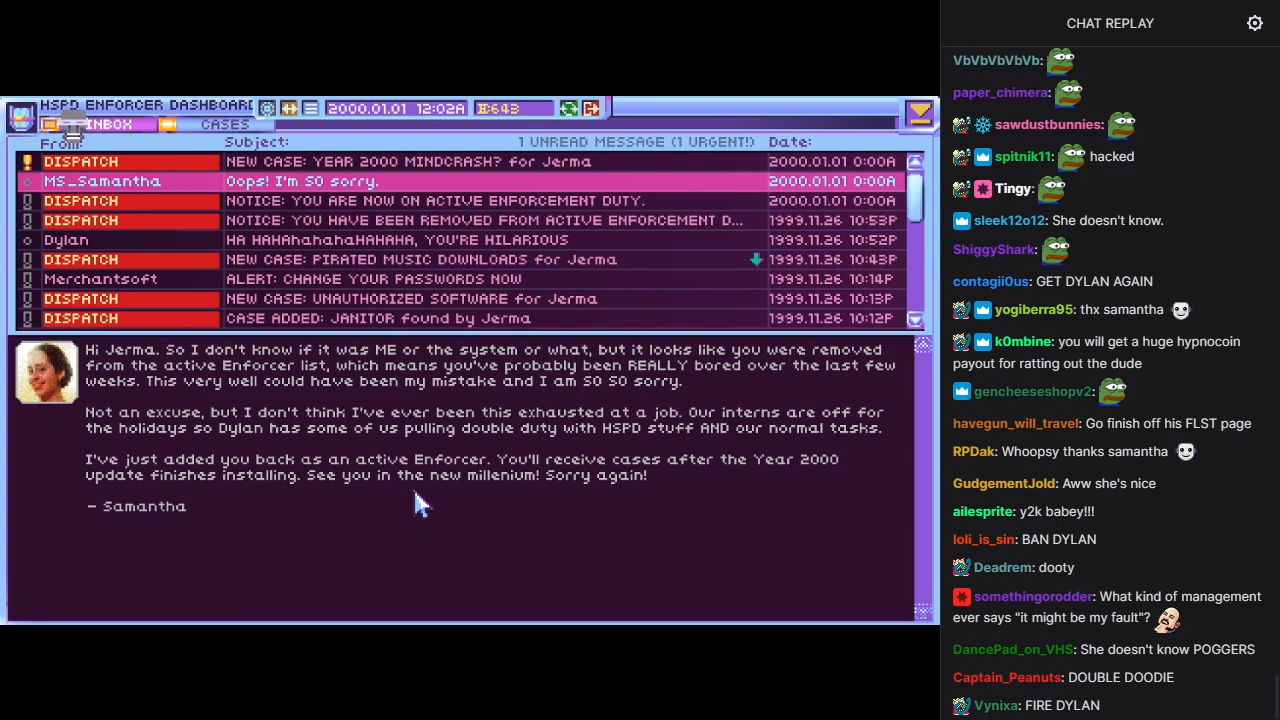 HSPD ENFORCER DASHBOARD
2000.01.01 12:02A
643
INBOX
CASES
From:
Subject:
1 UNREAD MESSAGE (1 URGENT!)
Date:
DISPATCH NEW CASE: YEAR 2000 MINDCRASH? for Jerma 2000.01.01 0:00A
MS_Samantha Oops! I'm SO sorry. 2000.01.01 0:00A
DISPATCH NOTICE: YOU ARE NOW ON ACTIVE ENFORCEMENT DUTY. 2000.01.01 0:00A
DISPATCH NOTICE: YOU HAVE BEEN REMOVED FROM ACTIVE ENFORCEMENT D... 1999.11.26 10:53P
Dylan HA HAHAhahahaHAHAHA, YOU'RE HILARIOUS 1999.11.26 10:52P
DISPATCH NEW CASE: PIRATED MUSIC DOWNLOADS for Jerma 1999.11.26 10:43P
Merchantsoft ALERT: CHANGE YOUR PASSWORDS NOW 1999.11.26 10:14P
DISPATCH NEW CASE: UNAUTHORIZED SOFTWARE for Jerma 1999.11.26 10:13P
DISPATCH CASE ADDED: JANITOR found by Jerma 1999.11.26 10:12P
Hi Jerma. So I don't know if it was ME or the system or what, but it looks like you were removed
from the active Enforcer list, which means you've probably been REALLY bored over the last few
weeks. This very well could have been my mistake and I am SO SO sorry.
Not an excuse, but I don't think I've ever been this exhausted at a job. Our interns are off for
the holidays so Dylan has some of us pulling double duty with HSPD stuff AND our normal tasks.
I've just added you back as an active Enforcer. You'll receive cases after the Year 2000
update finishes installing. See you in the new millenium! Sorry again!
- Samantha
CHAT REPLAY
VbVbVbVbVb:
paper_chimera:
sawdustbunnies:
spitnik11: hacked
Tingy:
sleek12o12: She doesn't know.
ShiggyShark:
contagii0us: GET DYLAN AGAIN
yogiberra95: thx samantha
k0mbine: you will get a huge hypnocoin
payout for ratting out the dude
gencheeseshopv2:
havegun_will_travel: Go finish off his FLST page
RPDak: Whoopsy thanks samantha
GudgementJold: Aww she's nice
ailesprite: y2k babey!!!
loli_is_sin: BAN DYLAN
Deadrem: dooty
somethingorodder: What kind of management
ever says "it might be my fault"?
DancePad_on_VHS: She doesn't know POGGERS
Captain_Peanuts: DOUBLE DOODIE
Vynixa: FIRE DYLAN